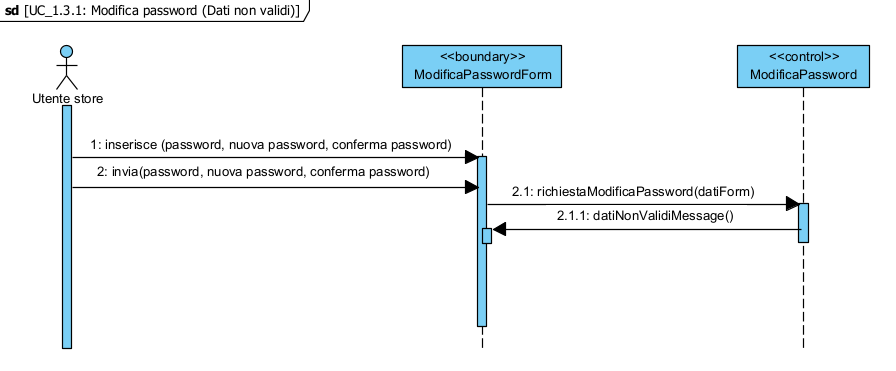 sd [UC_1.3.1: Modifica password (Dati non validi)]
<<boundary>>
ModificaPasswordForm
<<control>>
ModificaPassword
Utente store
1: inserisce (password, nuova password, conferma password)
2: invia(password, nuova password, conferma password)
2.1: richiestaModificaPassword(datiForm)
2.1.1: datiNonValidiMessage()